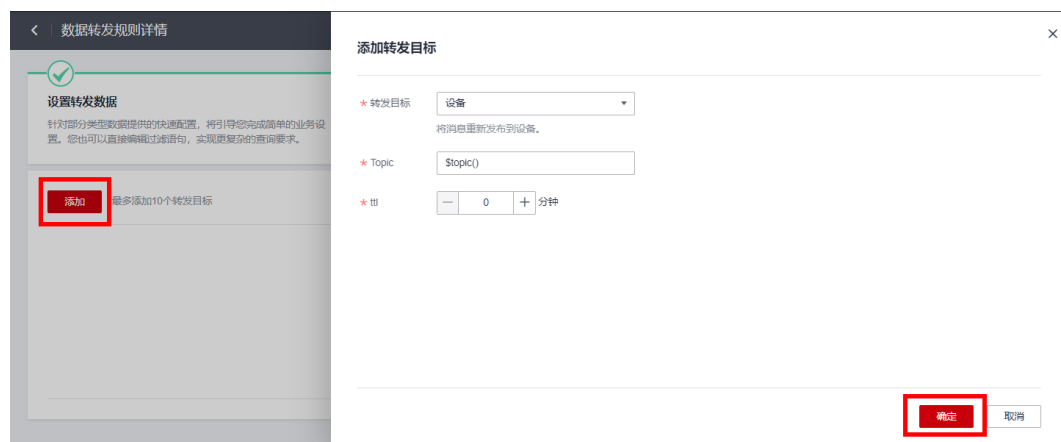 数据转发规则详情
设置转发数据
针对部分类型数据提供的快速配置，将引导您完成简单的业务设
置。您也可以直接编辑过滤语句，实现更复杂的查询要求。
添加 最多添加10个转发目标
添加转发目标
* 转发目标 设备
将消息重新发布到设备。
* Topic $topic()
* ttl — 0 + 分钟
确定 取消